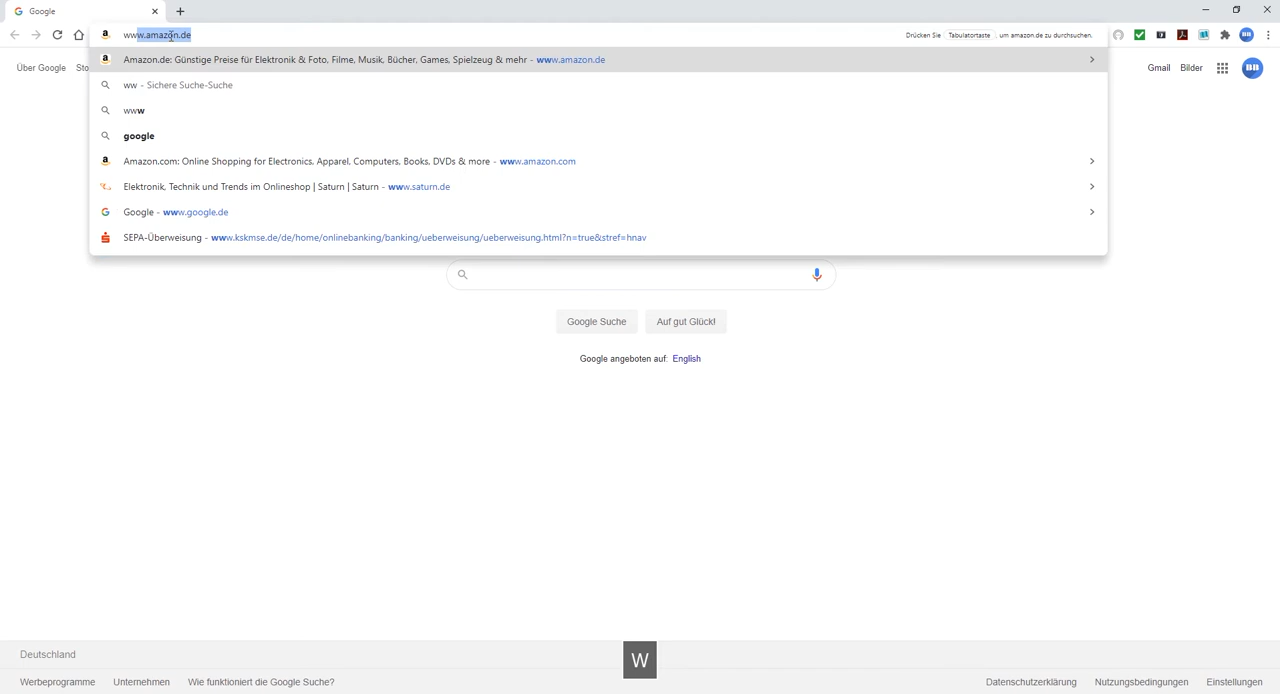 Google
www.amazon.de
Drücken Sie Tabulatortaste , um amazon.de zu durchsuchen.
BB
Amazon.de: Günstige Preise für Elektronik & Foto, Filme, Musik, Bücher, Games, Spielzeug & mehr - www.amazon.de
ww - Sichere Suche-Suche
www
google
Amazon.com: Online Shopping for Electronics, Apparel, Computers, Books, DVDs & more - www.amazon.com
Elektronik, Technik und Trends im Onlineshop | Saturn | Saturn - www.saturn.de
Google - www.google.de
SEPA-Überweisung - www.kskmse.de/de/home/onlinebanking/banking/ueberweisung/ueberweisung.html?n=true&stref=hnav
Über Google Sto
Gmail Bilder BB
Google Suche Auf gut Glück!
Google angeboten auf: English
Deutschland
W
Werbeprogramme Unternehmen Wie funktioniert die Google Suche? Datenschutzerklärung Nutzungsbedingungen Einstellungen